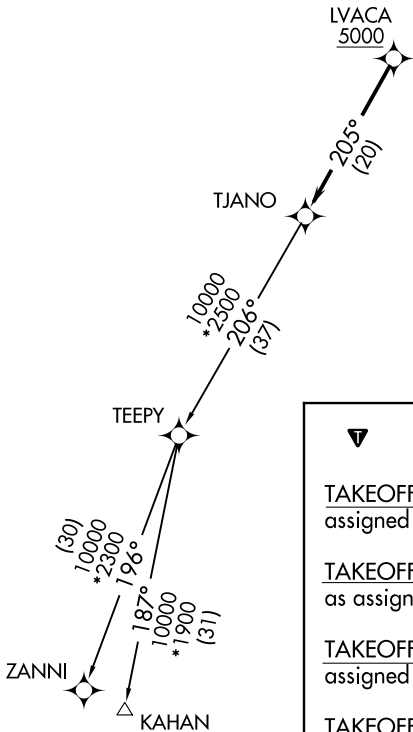 LVACA
5000
205°
(20)
TJANO
10000
*2500
206°
(37)
TEEPY
T
(30)
10000
*2300
196°
187°
10000
*1900
(31)
ZANNI
KAHAN
TAKEOFF
assigned
TAKEOFF
as assign
TAKEOFF
assigned
TAKEOFF